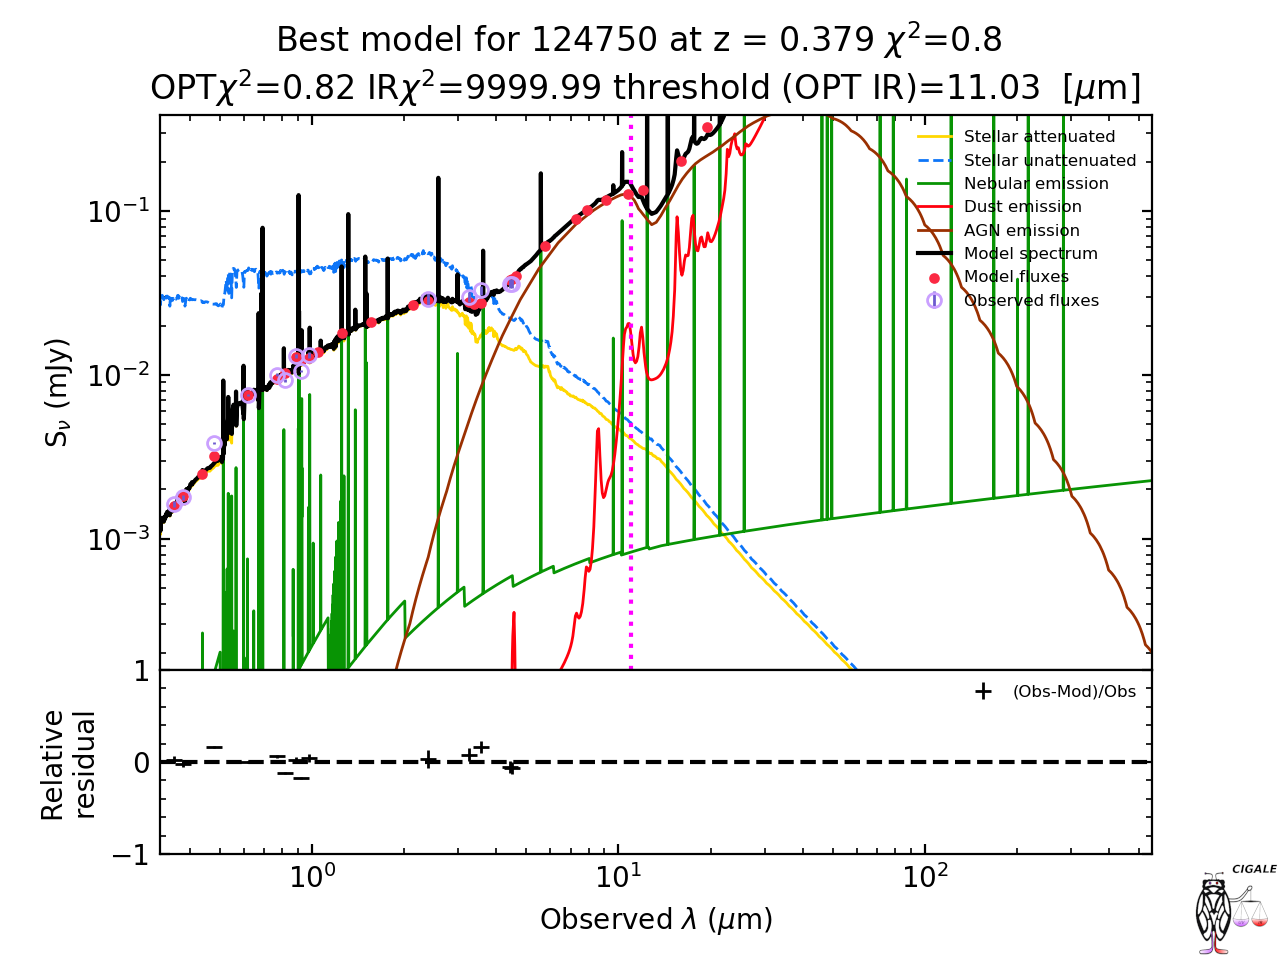 Best model for 124750 at z = 0.379 χ²=0.8
OPTχ²=0.82 IRχ²=9999.99 threshold (OPT IR)=11.03 [μm]
Stellar attenuated
Stellar unattenuated
Nebular emission
Dust emission
AGN emission
Model spectrum
Model fluxes
Observed fluxes
S_ν (mJy)
10⁻¹
10⁻²
10⁻³
1
0
−1
Relative
residual
(Obs-Mod)/Obs
10⁰
10¹
10²
Observed λ (μm)
CIGALE